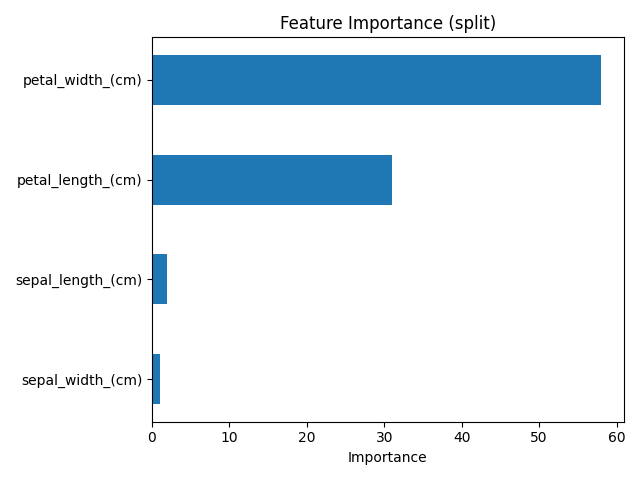 Feature Importance (split)
petal_width_(cm)
petal_length_(cm)
sepal_length_(cm)
sepal_width_(cm)
0 10 20 30 40 50 60
Importance